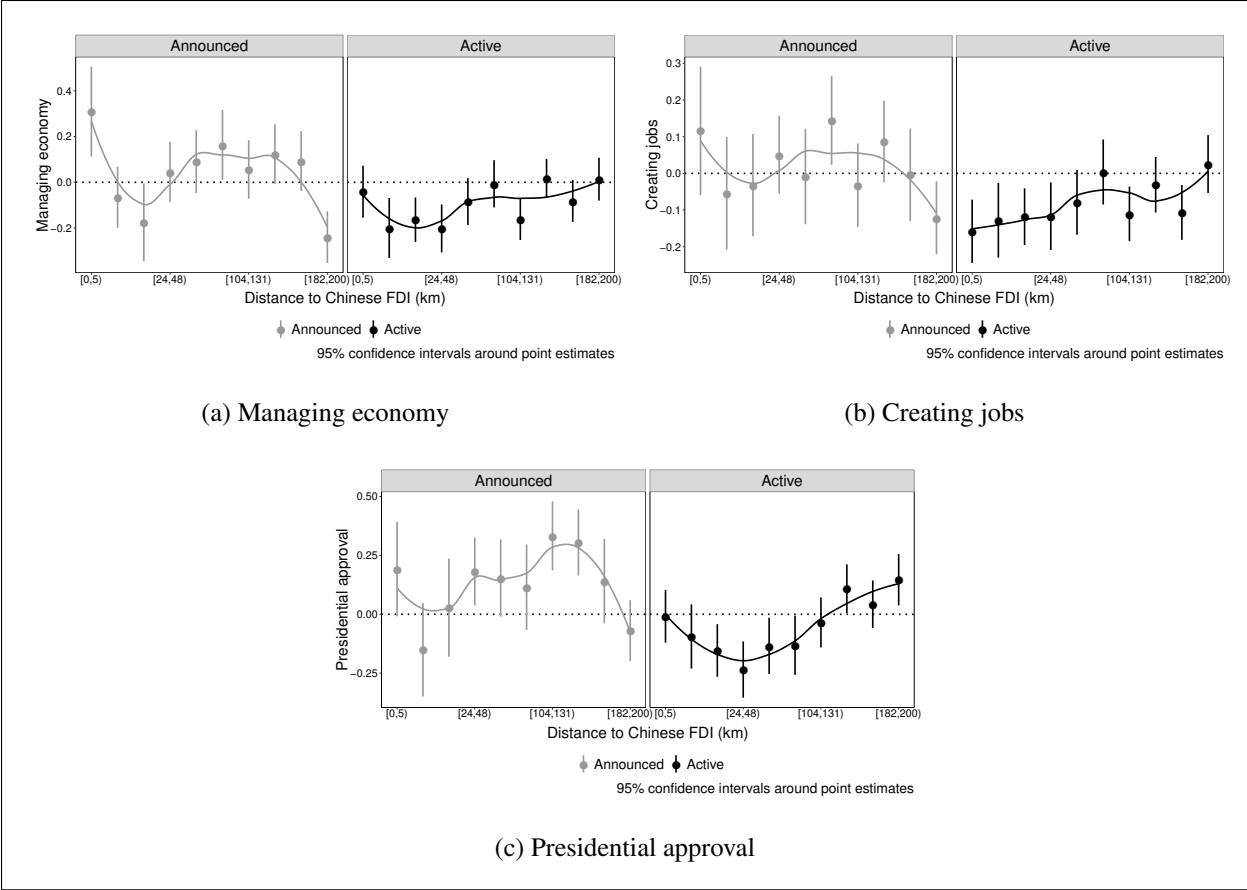 Announced Active
Managing economy
0.4
0.2
0.0
−0.2
[0,5) [24,48) [104,131) [182,200) [0,5) [24,48) [104,131) [182,200)
Distance to Chinese FDI (km)
Announced Active
95% confidence intervals around point estimates
(a) Managing economy
Announced Active
Creating jobs
0.3
0.2
0.1
0.0
−0.1
−0.2
[0,5) [24,48) [104,131) [182,200) [0,5) [24,48) [104,131) [182,200)
Distance to Chinese FDI (km)
Announced Active
95% confidence intervals around point estimates
(b) Creating jobs
Announced Active
Presidential approval
0.50
0.25
0.00
−0.25
[0,5) [24,48) [104,131) [182,200) [0,5) [24,48) [104,131) [182,200)
Distance to Chinese FDI (km)
Announced Active
95% confidence intervals around point estimates
(c) Presidential approval